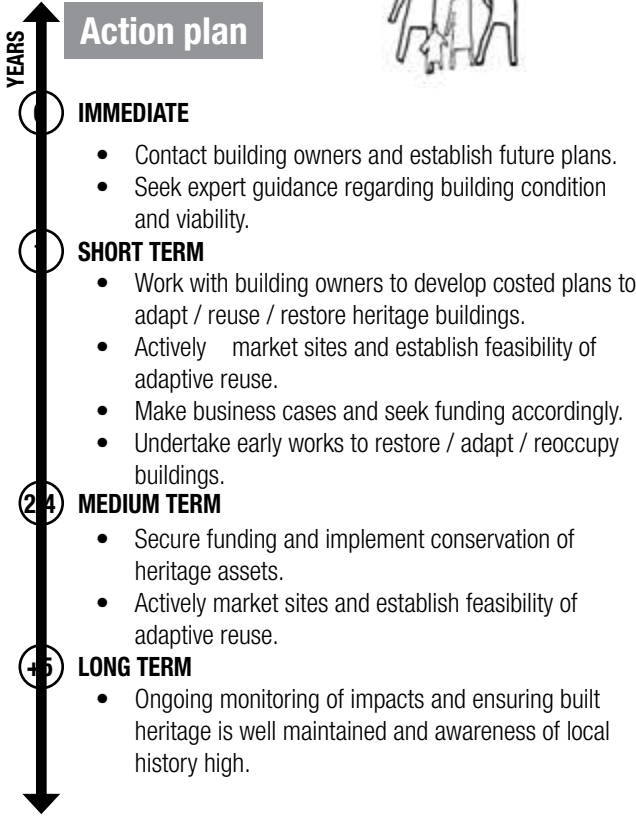 YEARS
Action plan
IMMEDIATE
• Contact building owners and establish future plans.
• Seek expert guidance regarding building condition
and viability.
SHORT TERM
• Work with building owners to develop costed plans to
adapt / reuse / restore heritage buildings.
• Actively market sites and establish feasibility of
adaptive reuse.
• Make business cases and seek funding accordingly.
• Undertake early works to restore / adapt / reoccupy
buildings.
2-4 MEDIUM TERM
• Secure funding and implement conservation of
heritage assets.
• Actively market sites and establish feasibility of
adaptive reuse.
+5 LONG TERM
• Ongoing monitoring of impacts and ensuring built
heritage is well maintained and awareness of local
history high.